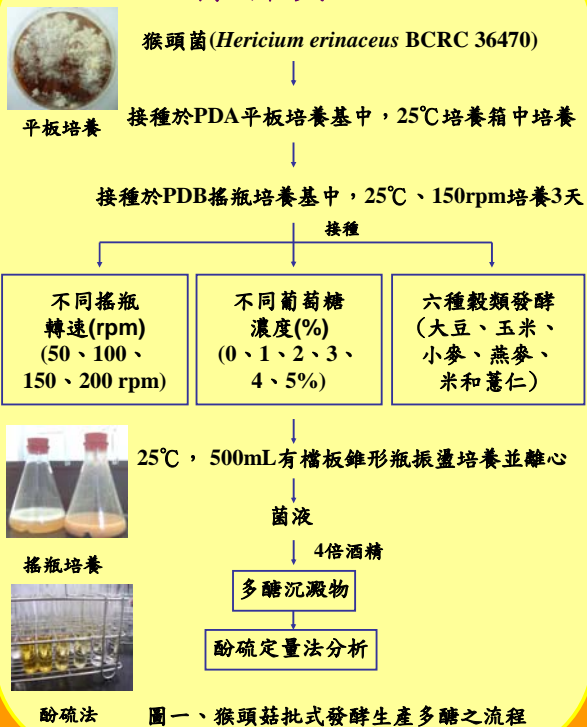 猴頭菌(Hericium erinaceus BCRC 36470)
平板培養
接種於PDA平板培養基中，25℃培養箱中培養
接種於PDB搖瓶培養基中，25℃、150rpm培養3天
接種
不同搖瓶
轉速(rpm)
(50、100、
150、200 rpm)
不同葡萄糖
濃度(%)
(0、1、2、3、
4、5%)
六種穀類發酵
（大豆、玉米、
小麥、燕麥、
米和薏仁）
25℃， 500mL有檔板錐形瓶振盪培養並離心
菌液
4倍酒精
搖瓶培養
多醣沉澱物
酚硫定量法分析
酚硫法
圖一、猴頭菇批式發酵生產多醣之流程